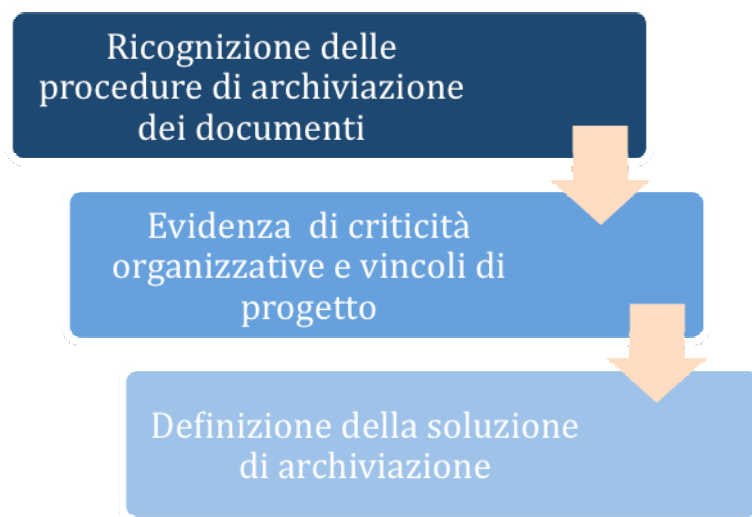 Ricognizione delle
procedure di archiviazione
dei documenti
Evidenza di criticità
organizzative e vincoli di
progetto
Definizione della soluzione
di archiviazione